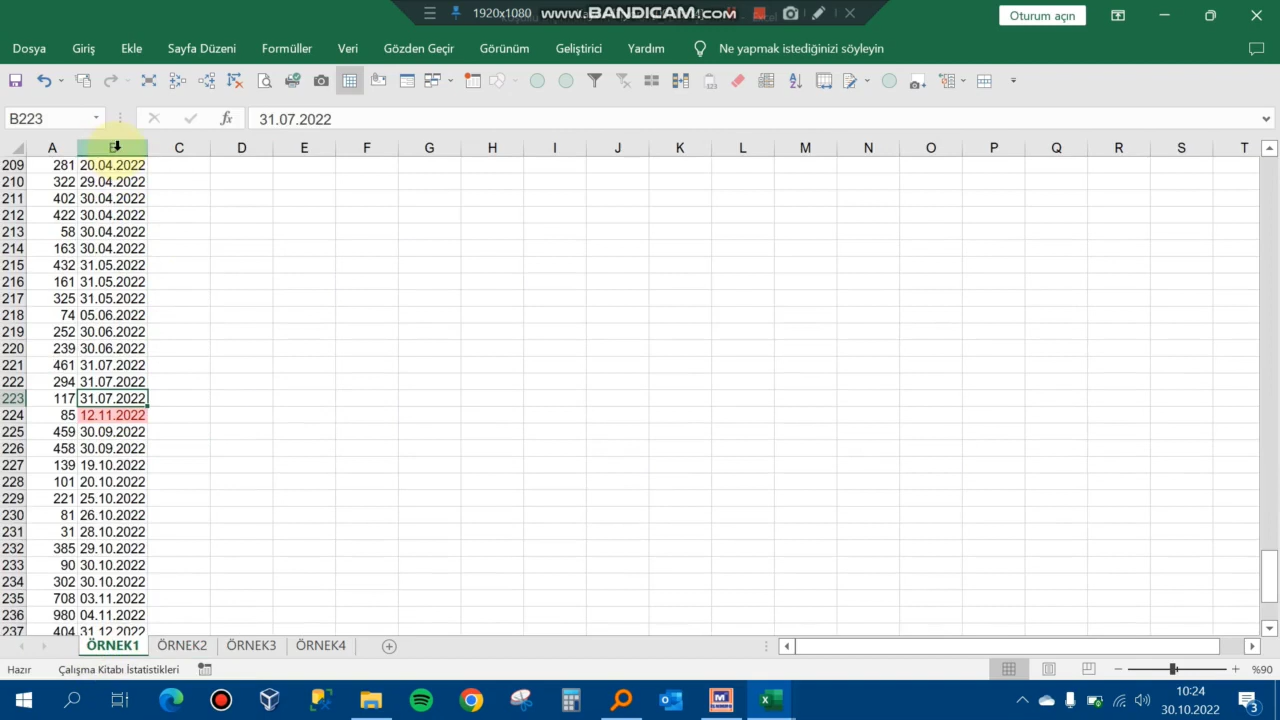 1920x1080 www.BANDICAM.com
Oturum açın
Dosya Giriş Ekle Sayfa Düzeni Formüller Veri Gözden Geçir Görünüm Geliştirici Yardım Ne yapmak istediğinizi söyleyin
B223 fx 31.07.2022
A B C D E F G H I J K L M N O P Q R S T
209 281 20.04.2022
210 322 29.04.2022
211 402 30.04.2022
212 422 30.04.2022
213 58 30.04.2022
214 163 30.04.2022
215 432 31.05.2022
216 161 31.05.2022
217 325 31.05.2022
218 74 05.06.2022
219 252 30.06.2022
220 239 30.06.2022
221 461 31.07.2022
222 294 31.07.2022
223 117 31.07.2022
224 85 12.11.2022
225 459 30.09.2022
226 458 30.09.2022
227 139 19.10.2022
228 101 20.10.2022
229 221 25.10.2022
230 81 26.10.2022
231 31 28.10.2022
232 385 29.10.2022
233 90 30.10.2022
234 302 30.10.2022
235 708 03.11.2022
236 980 04.11.2022
237 404 31.12.2022
ÖRNEK1 ÖRNEK2 ÖRNEK3 ÖRNEK4
Hazır Çalışma Kitabı İstatistikleri %90
10:24
30.10.2022
3